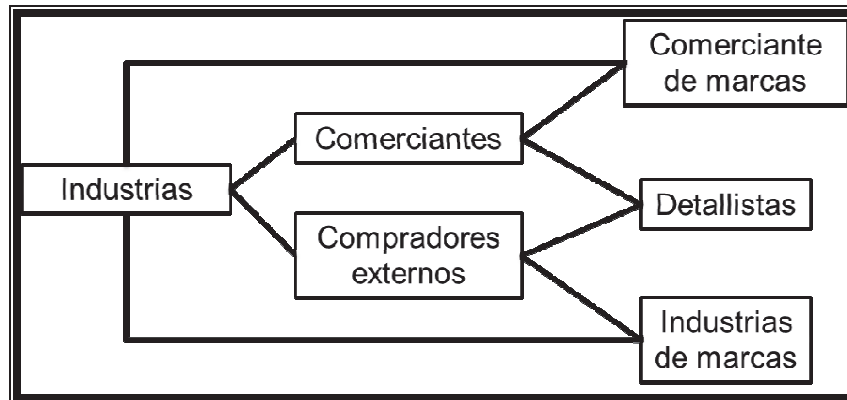 Comerciante
de marcas
Comerciantes
Industrias
Detallistas
Compradores
externos
Industrias
de marcas